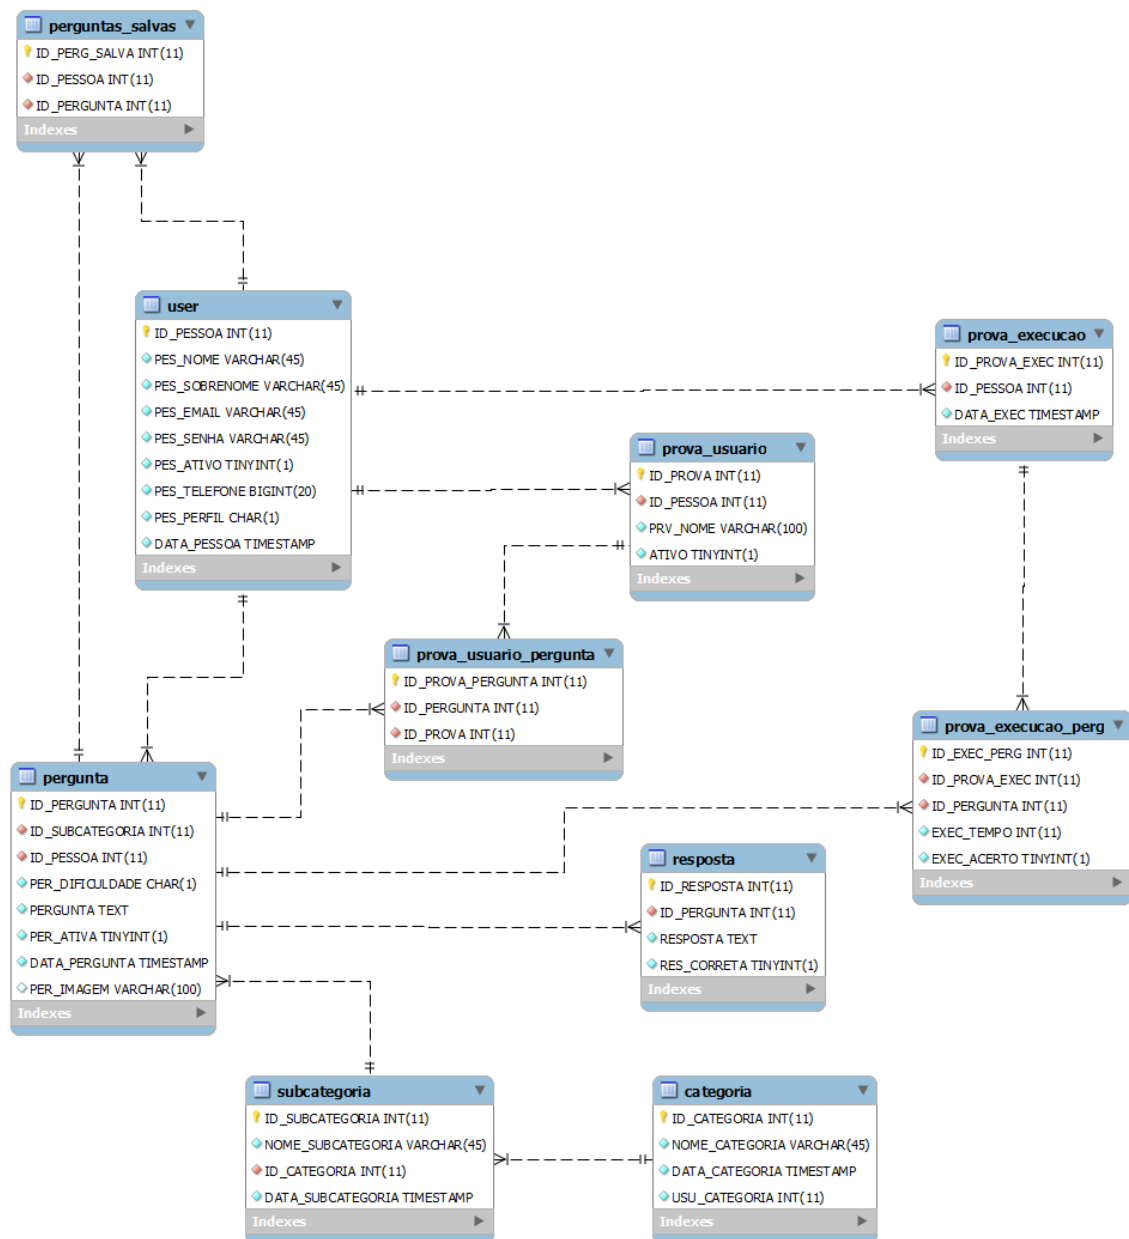 perguntas_salvas
ID_PERG_SALVA INT(11)
ID_PESSOA INT(11)
ID_PERGUNTA INT(11)
Indexes
user
ID_PESSOA INT(11)
PES_NOME VARCHAR(45)
PES_SOBRENOME VARCHAR(45)
PES_EMAIL VARCHAR(45)
PES_SENHA VARCHAR(45)
PES_ATIVO TINYINT(1)
PES_TELEFONE BIGINT(20)
PES_PERFIL CHAR(1)
DATA_PESSOA TIMESTAMP
Indexes
prova_execucao
ID_PROVA_EXEC INT(11)
ID_PESSOA INT(11)
DATA_EXEC TIMESTAMP
Indexes
prova_usuario
ID_PROVA INT(11)
ID_PESSOA INT(11)
PRV_NOME VARCHAR(100)
ATIVO TINYINT(1)
Indexes
prova_usuario_pergunta
ID_PROVA_PERGUNTA INT(11)
ID_PERGUNTA INT(11)
ID_PROVA INT(11)
Indexes
prova_execucao_perg
ID_EXEC_PERG INT(11)
ID_PROVA_EXEC INT(11)
ID_PERGUNTA INT(11)
EXEC_TEMPO INT(11)
EXEC_ACERTO TINYINT(1)
Indexes
pergunta
ID_PERGUNTA INT(11)
ID_SUBCATEGORIA INT(11)
ID_PESSOA INT(11)
PER_DIFICULDADE CHAR(1)
PERGUNTA TEXT
PER_ATIVA TINYINT(1)
DATA_PERGUNTA TIMESTAMP
PER_IMAGEM VARCHAR(100)
Indexes
resposta
ID_RESPOSTA INT(11)
ID_PERGUNTA INT(11)
RESPOSTA TEXT
RES_CORRETA TINYINT(1)
Indexes
subcategoria
ID_SUBCATEGORIA INT(11)
NOME_SUBCATEGORIA VARCHAR(45)
ID_CATEGORIA INT(11)
DATA_SUBCATEGORIA TIMESTAMP
Indexes
categoria
ID_CATEGORIA INT(11)
NOME_CATEGORIA VARCHAR(45)
DATA_CATEGORIA TIMESTAMP
USU_CATEGORIA INT(11)
Indexes